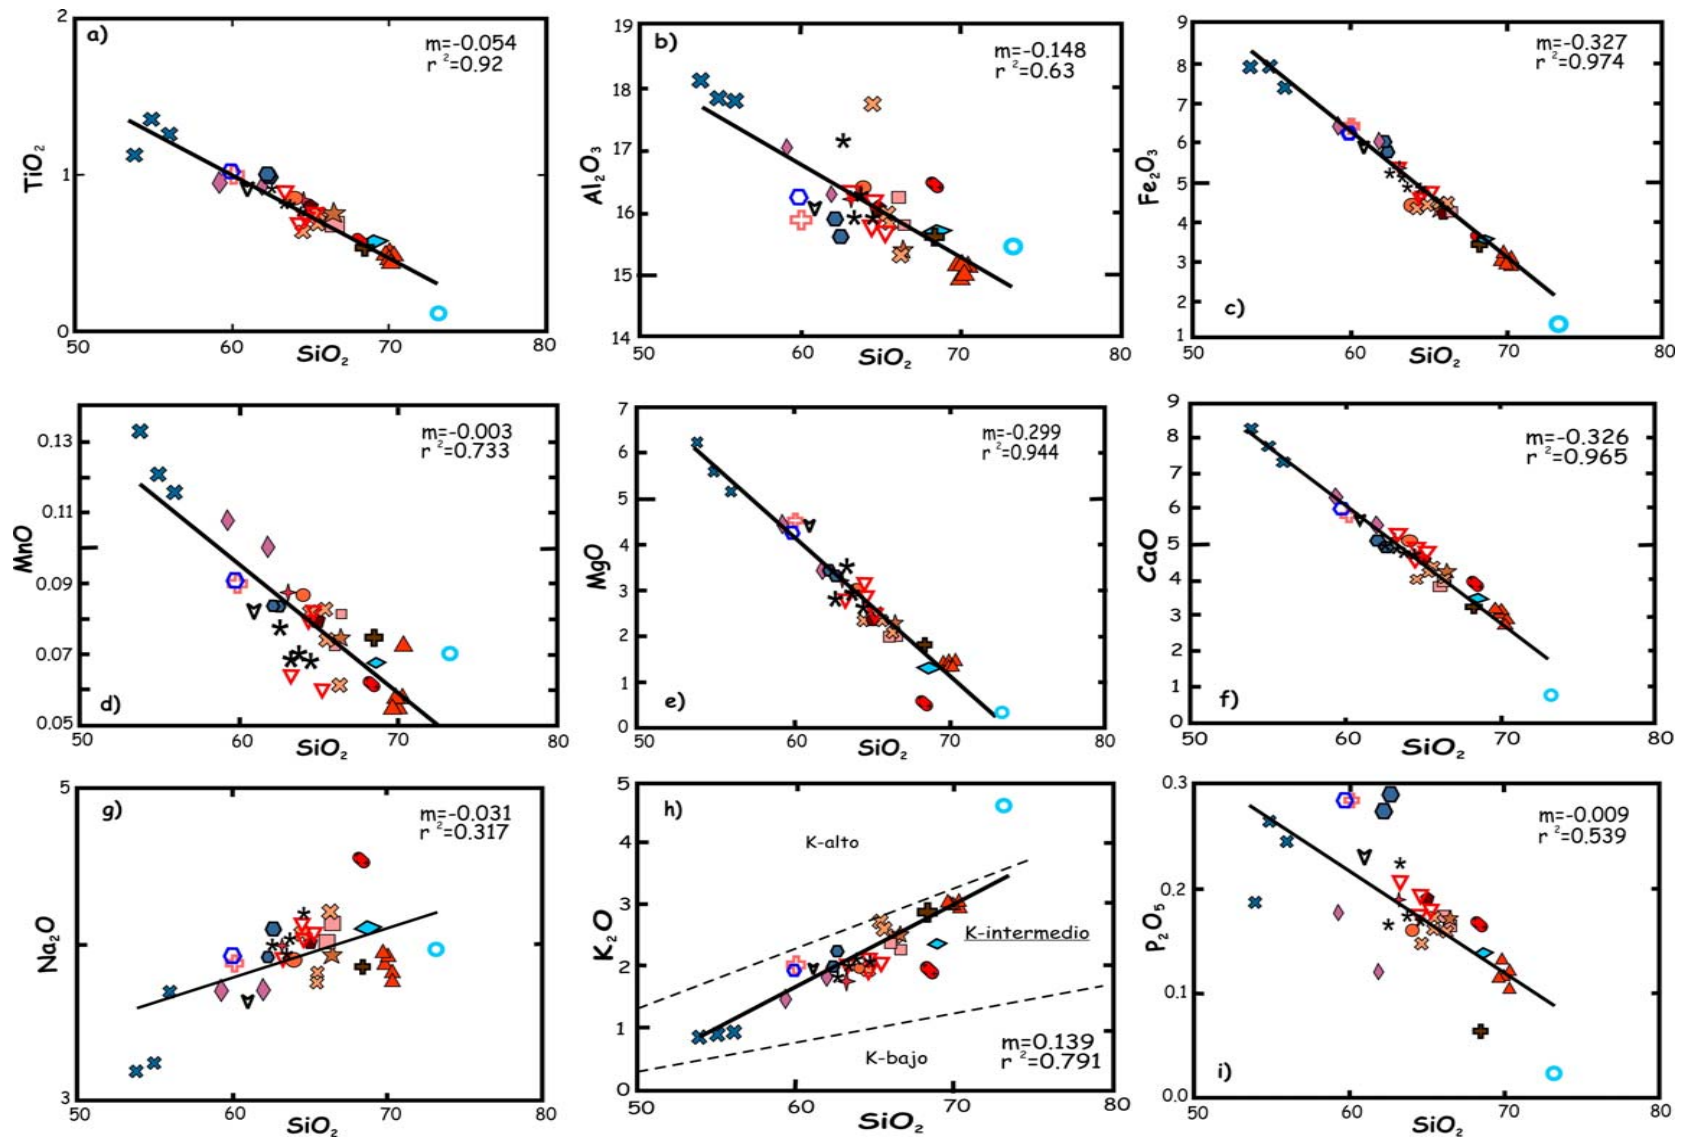 a)
m=-0.054
r²=0.92
TiO₂
2
1
0
50
60
70
80
SiO₂
b)
m=-0.148
r²=0.63
Al₂O₃
19
18
17
16
15
14
50
60
70
80
SiO₂
c)
m=-0.327
r²=0.974
Fe₂O₃
9
8
7
6
5
4
3
2
1
50
60
70
80
SiO₂
d)
m=-0.003
r²=0.733
MnO
0.13
0.11
0.09
0.07
0.05
50
60
70
80
SiO₂
e)
m=-0.299
r²=0.944
MgO
7
6
5
4
3
2
1
0
50
60
70
80
SiO₂
f)
m=-0.326
r²=0.965
CaO
9
8
7
6
5
4
3
2
1
0
50
60
70
80
SiO₂
g)
m=-0.031
r²=0.317
Na₂O
5
3
50
60
70
80
SiO₂
h)
K-alto
K-intermedio
K-bajo
m=0.139
r²=0.791
K₂O
5
4
3
2
1
0
50
60
70
80
SiO₂
i)
m=-0.009
r²=0.539
P₂O₅
0.3
0.2
0.1
0.0
50
60
70
80
SiO₂